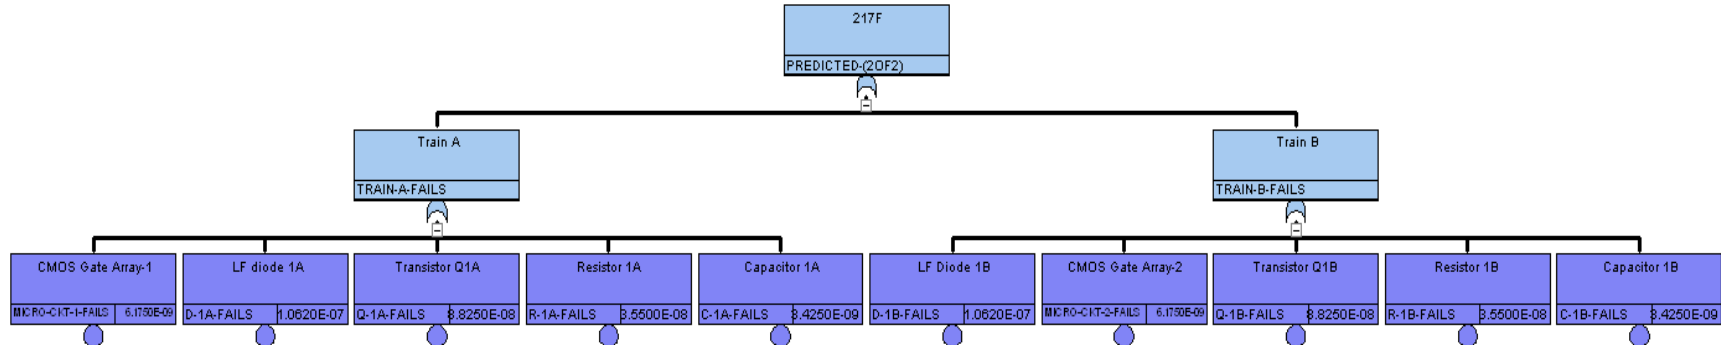 217F
PREDICTED-(2OF2)
Train A
TRAIN-A-FAILS
Train B
TRAIN-B-FAILS
CMOS Gate Array-1
MICRO-CKT-1-FAILS 6.1750E-09
LF diode 1A
D-1A-FAILS 1.0620E-07
Transistor Q1A
Q-1A-FAILS 3.8250E-08
Resistor 1A
R-1A-FAILS 3.5500E-08
Capacitor 1A
C-1A-FAILS 3.4250E-09
LF Diode 1B
D-1B-FAILS 1.0620E-07
CMOS Gate Array-2
MICRO-CKT-2-FAILS 6.1750E-09
Transistor Q1B
Q-1B-FAILS 3.8250E-08
Resistor 1B
R-1B-FAILS 3.5500E-08
Capacitor 1B
C-1B-FAILS 3.4250E-09